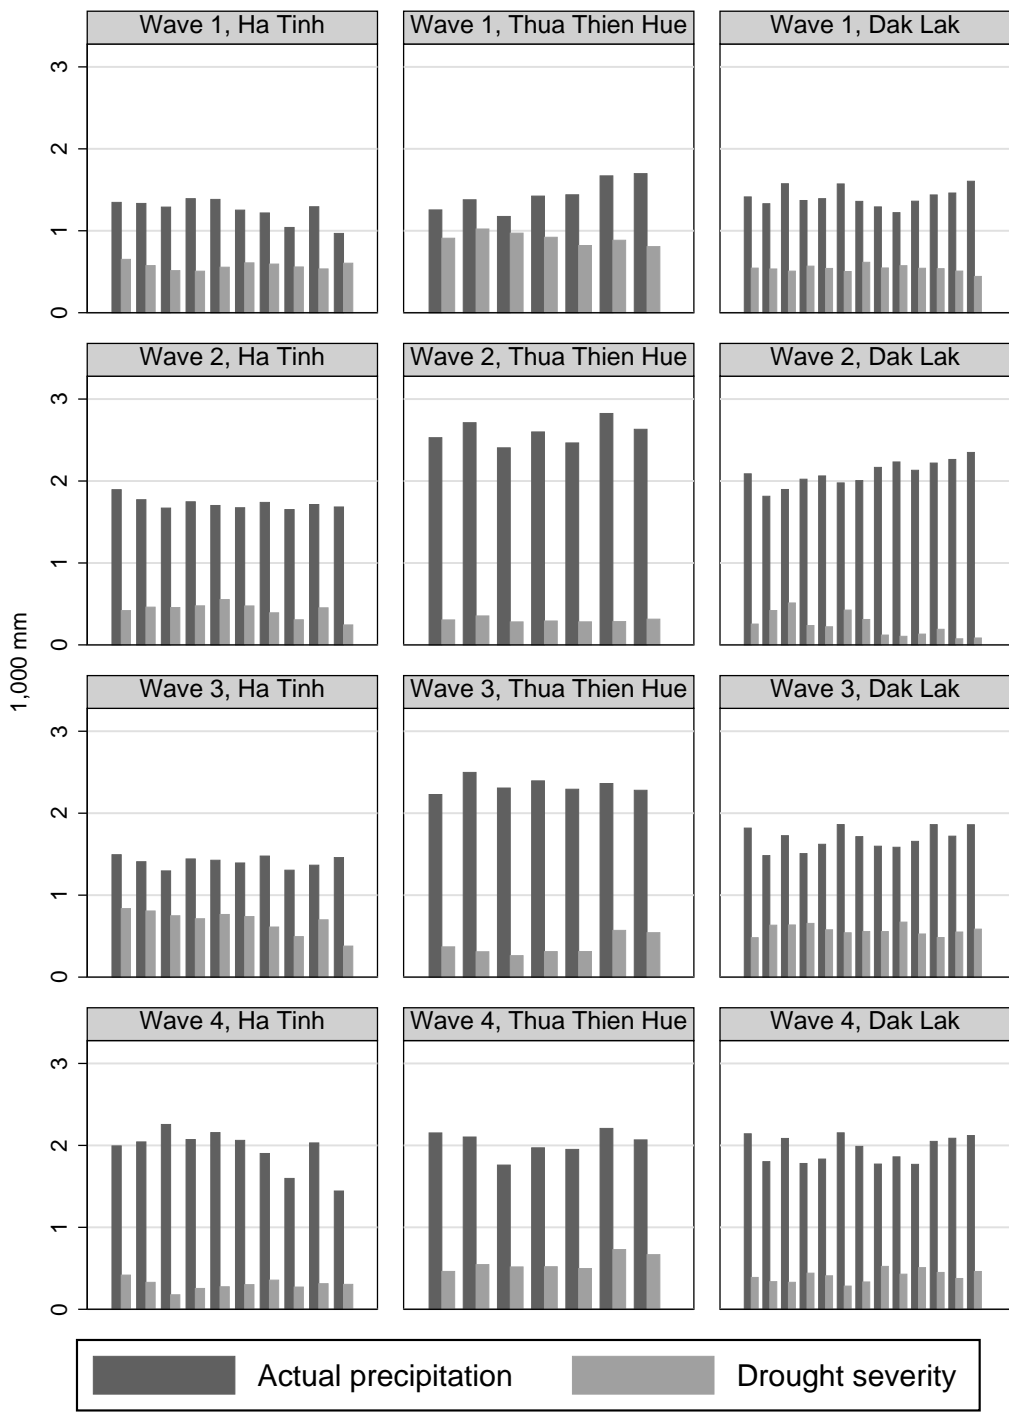 Wave 1, Ha Tinh
Wave 1, Thua Thien Hue
Wave 1, Dak Lak
3
2
1
0
Wave 2, Ha Tinh
Wave 2, Thua Thien Hue
Wave 2, Dak Lak
3
2
1
0
1,000 mm
Wave 3, Ha Tinh
Wave 3, Thua Thien Hue
Wave 3, Dak Lak
3
2
1
0
Wave 4, Ha Tinh
Wave 4, Thua Thien Hue
Wave 4, Dak Lak
3
2
1
0
Actual precipitation
Drought severity